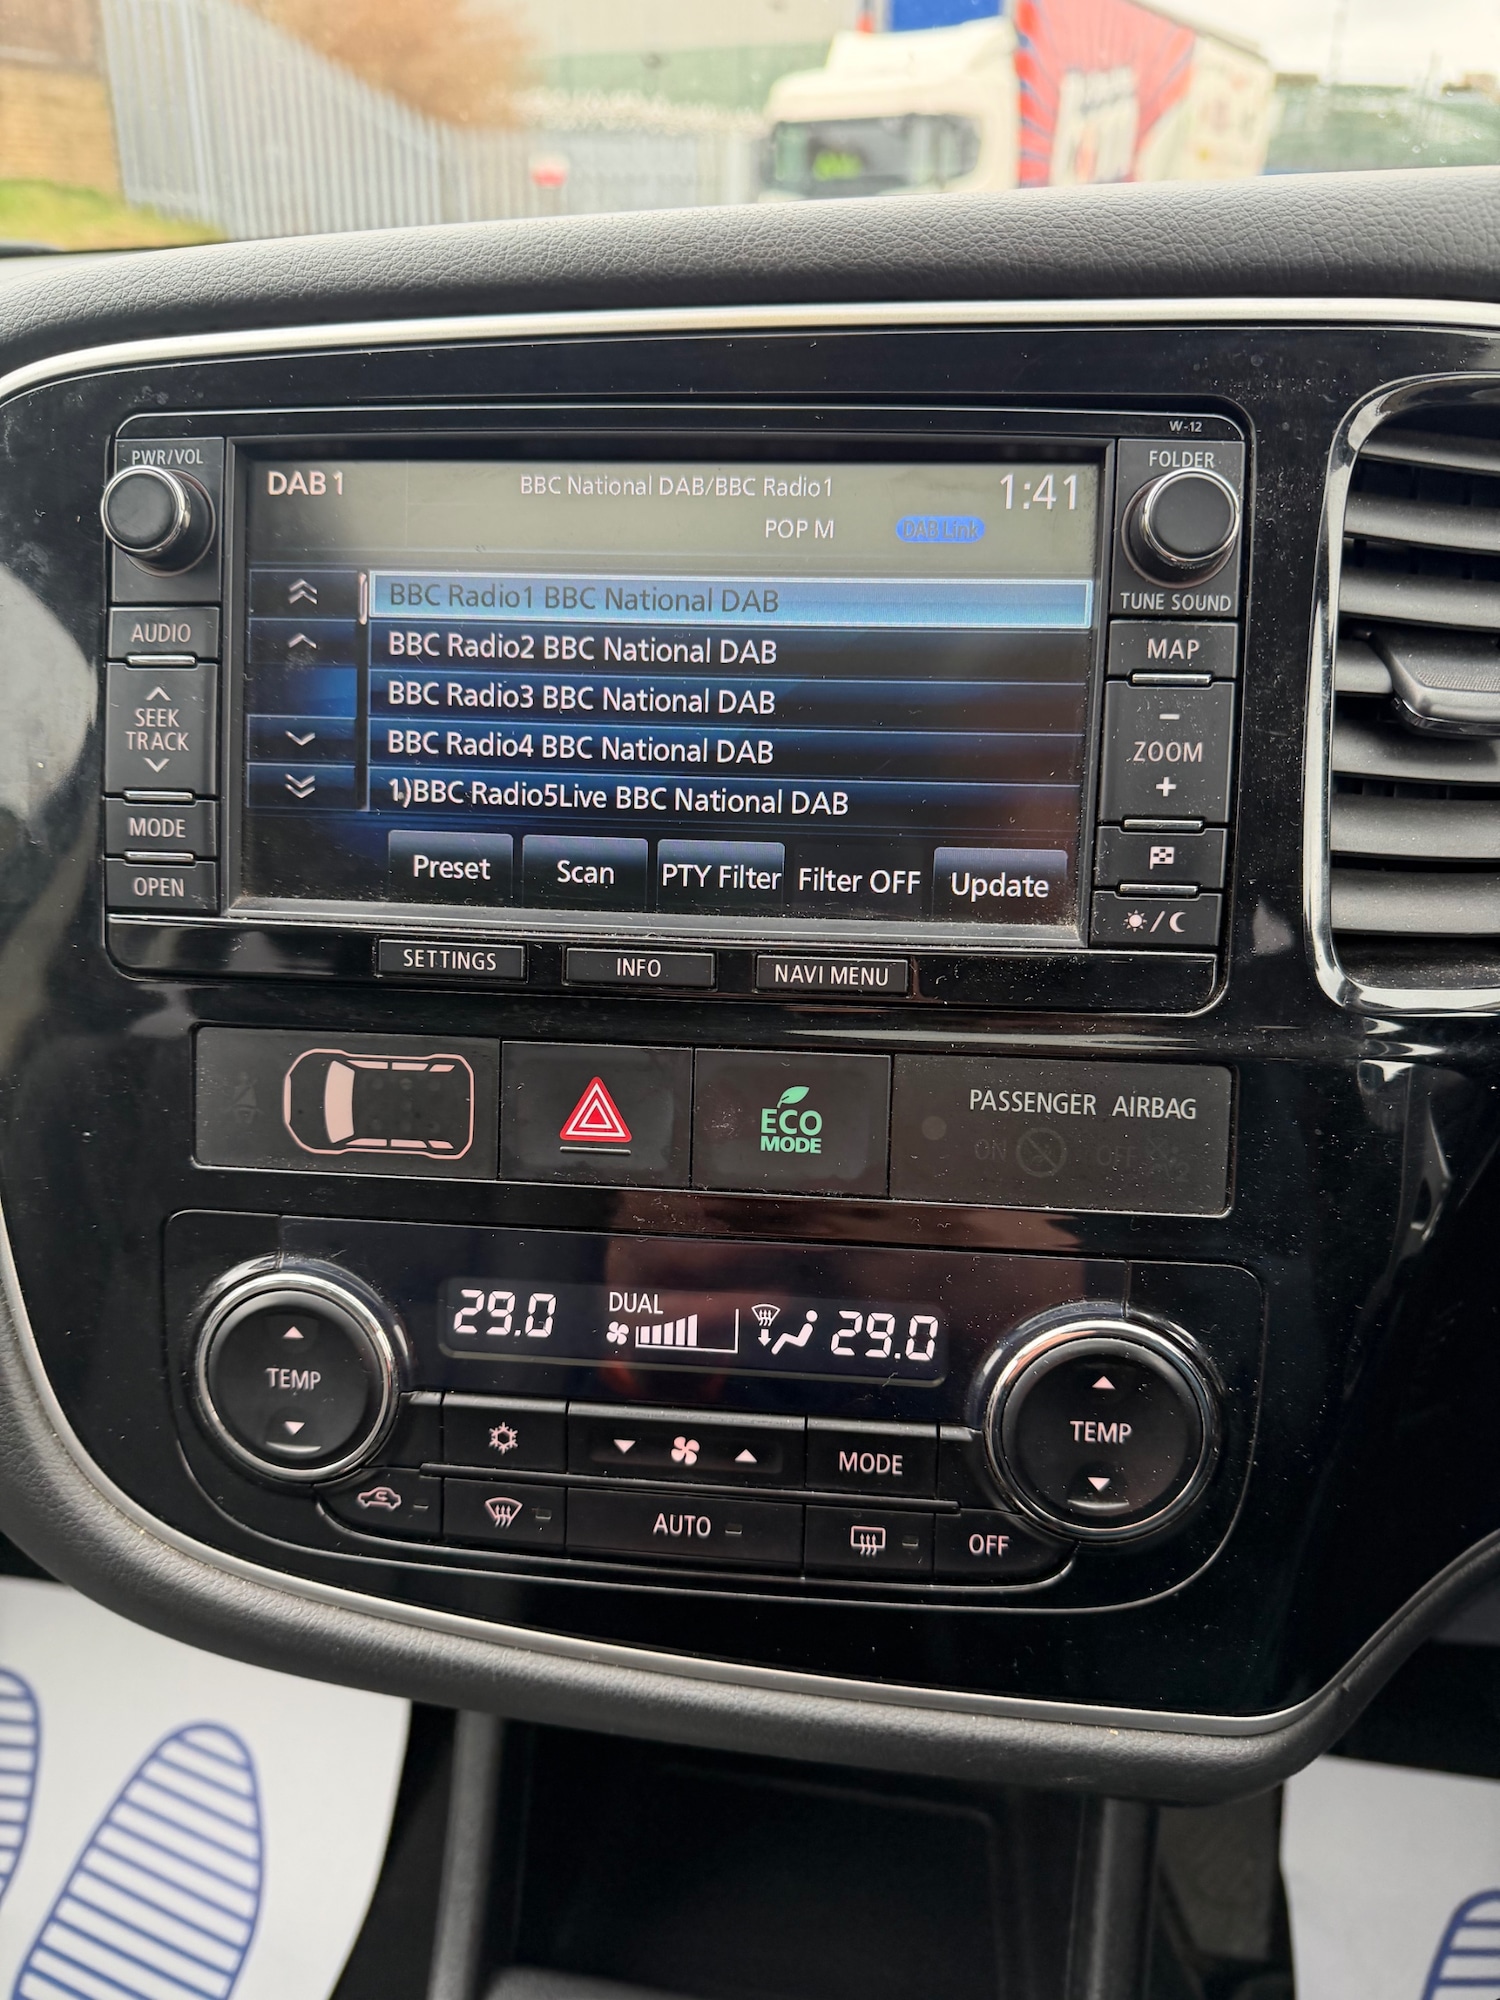 W-12
PWR/VOL
FOLDER
DAB 1
BBC National DAB/BBC Radio1
1:41
POP M
DAB Link
TUNE SOUND
BBC Radio1 BBC National DAB
BBC Radio2 BBC National DAB
BBC Radio3 BBC National DAB
BBC Radio4 BBC National DAB
1.)BBC Radio5Live BBC National DAB
Preset
Scan
PTY Filter
Filter OFF
Update
AUDIO
SEEK
TRACK
MODE
OPEN
MAP
ZOOM
SETTINGS
INFO
NAVI MENU
ECO
MODE
PASSENGER AIRBAG
ON
OFF
29.0
DUAL
29.0
TEMP
TEMP
MODE
AUTO
OFF